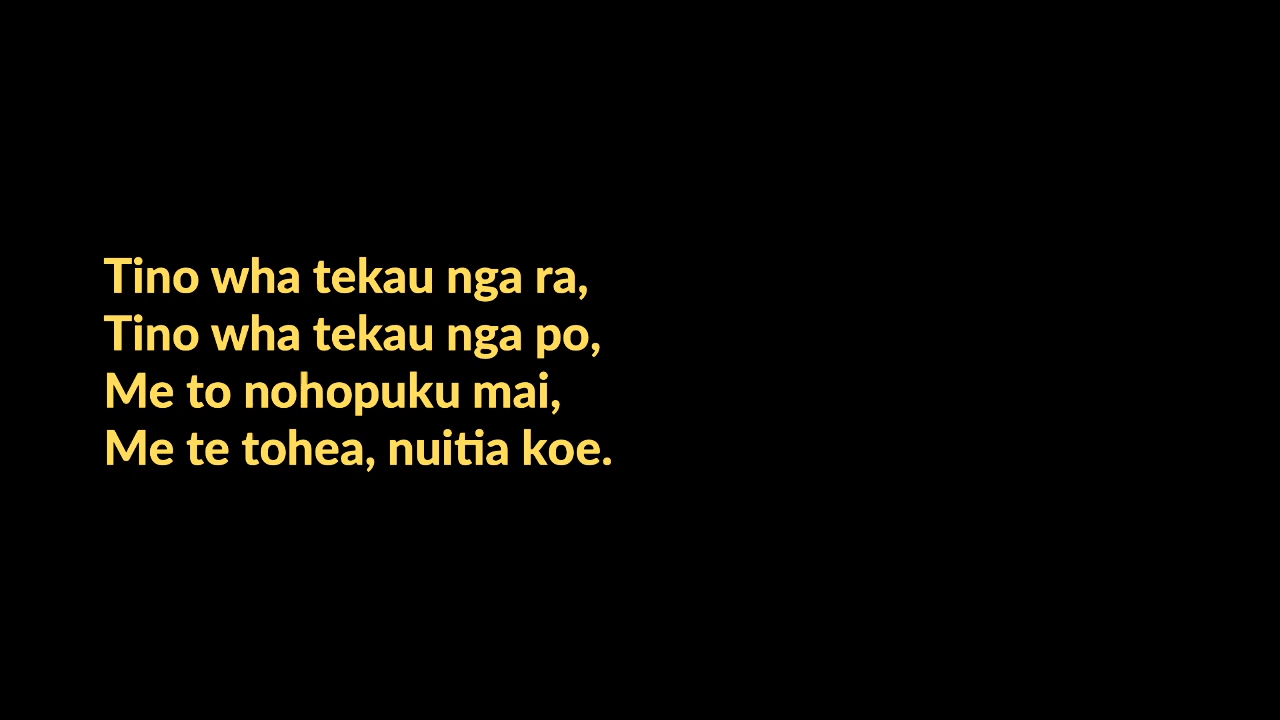 Tino wha tekau nga ra,
Tino wha tekau nga po,
Me to nohopuku mai,
Me te tohea, nuitia koe.